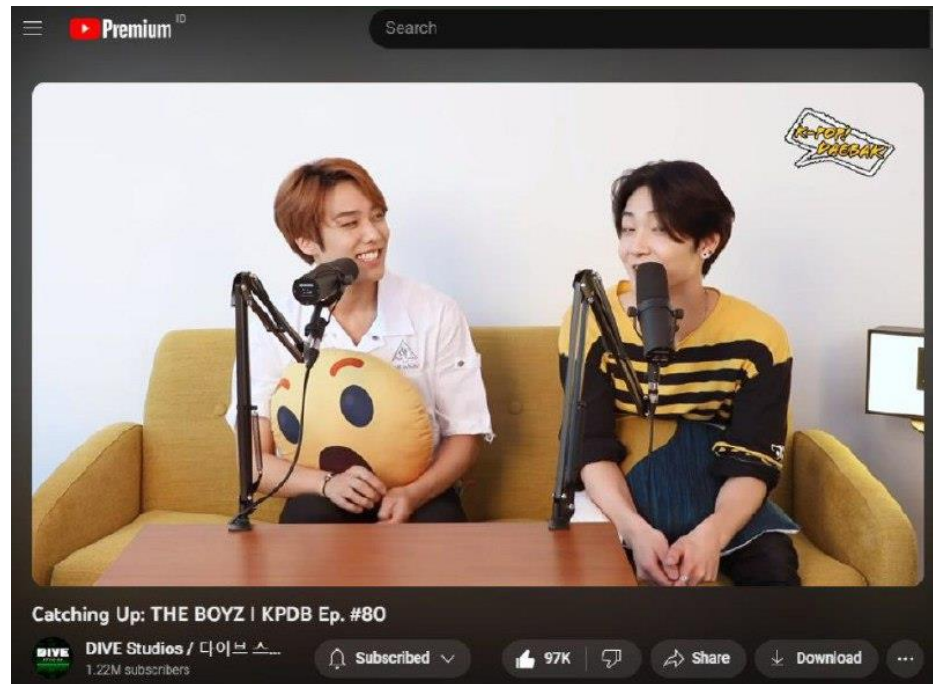 Premium ID
Search
K-POP!
DAEBAK!
Catching Up: THE BOYZ I KPDB Ep. #80
DIVE
DIVE Studios / 다이브 스...
1.22M subscribers
Subscribed
97K
Share
Download